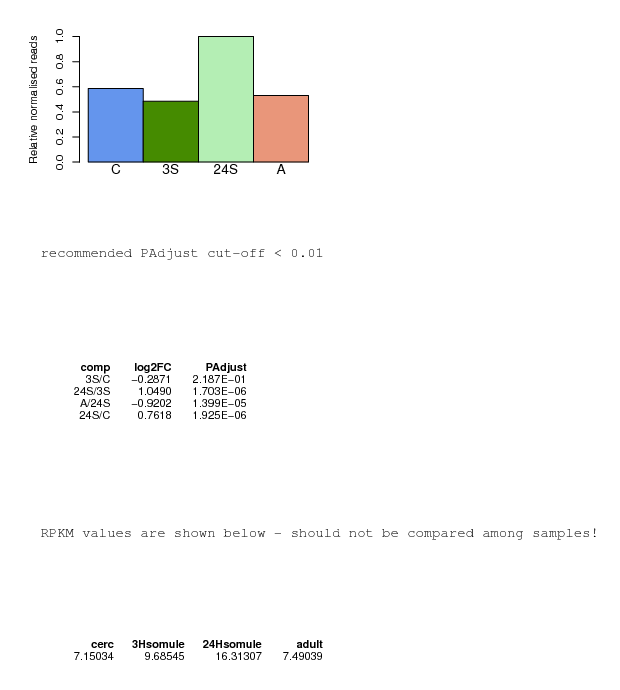 Relative normalised reads
1.0
0.8
0.6
0.4
0.2
0.0
C 3S 24S A
recommended PAdjust cut-off < 0.01
comp log2FC PAdjust
3S/C −0.2871 2.187E−01
24S/3S 1.0490 1.703E−06
A/24S −0.9202 1.399E−05
24S/C 0.7618 1.925E−06
RPKM values are shown below - should not be compared among samples!
cerc 3Hsomule 24Hsomule adult
7.15034 9.68545 16.31307 7.49039